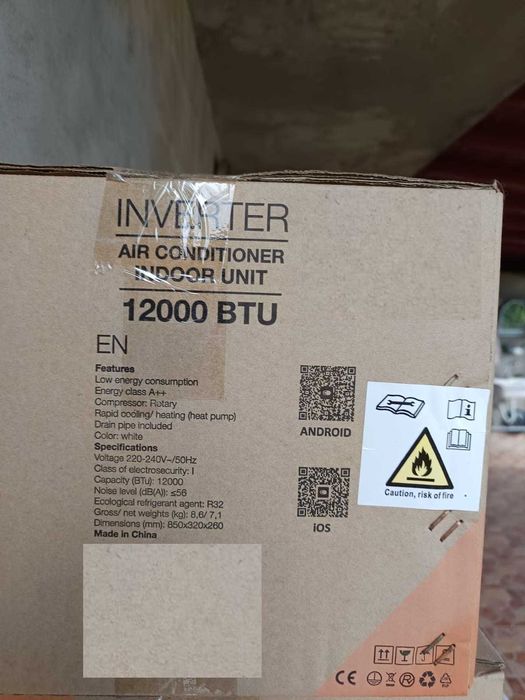 INVERTER
AIR CONDITIONER
INDOOR UNIT
12000 BTU
EN
Features
Low energy consumption
Energy class A++
Compressor: Rotary
Rapid cooling/ heating (heat pump)
Drain pipe included
Color: white
Specifications
Voltage 220-240V~/50Hz
Class of electrosecurity: I
Capacity (BTU): 12000
Noise level (dB(A)): ≤56
Ecological refrigerant agent: R32
Gross/ net weights (kg): 8,6/ 7,1
Dimensions (mm): 850x320x260
Made in China
ANDROID
iOS
Caution, risk of fire
CE